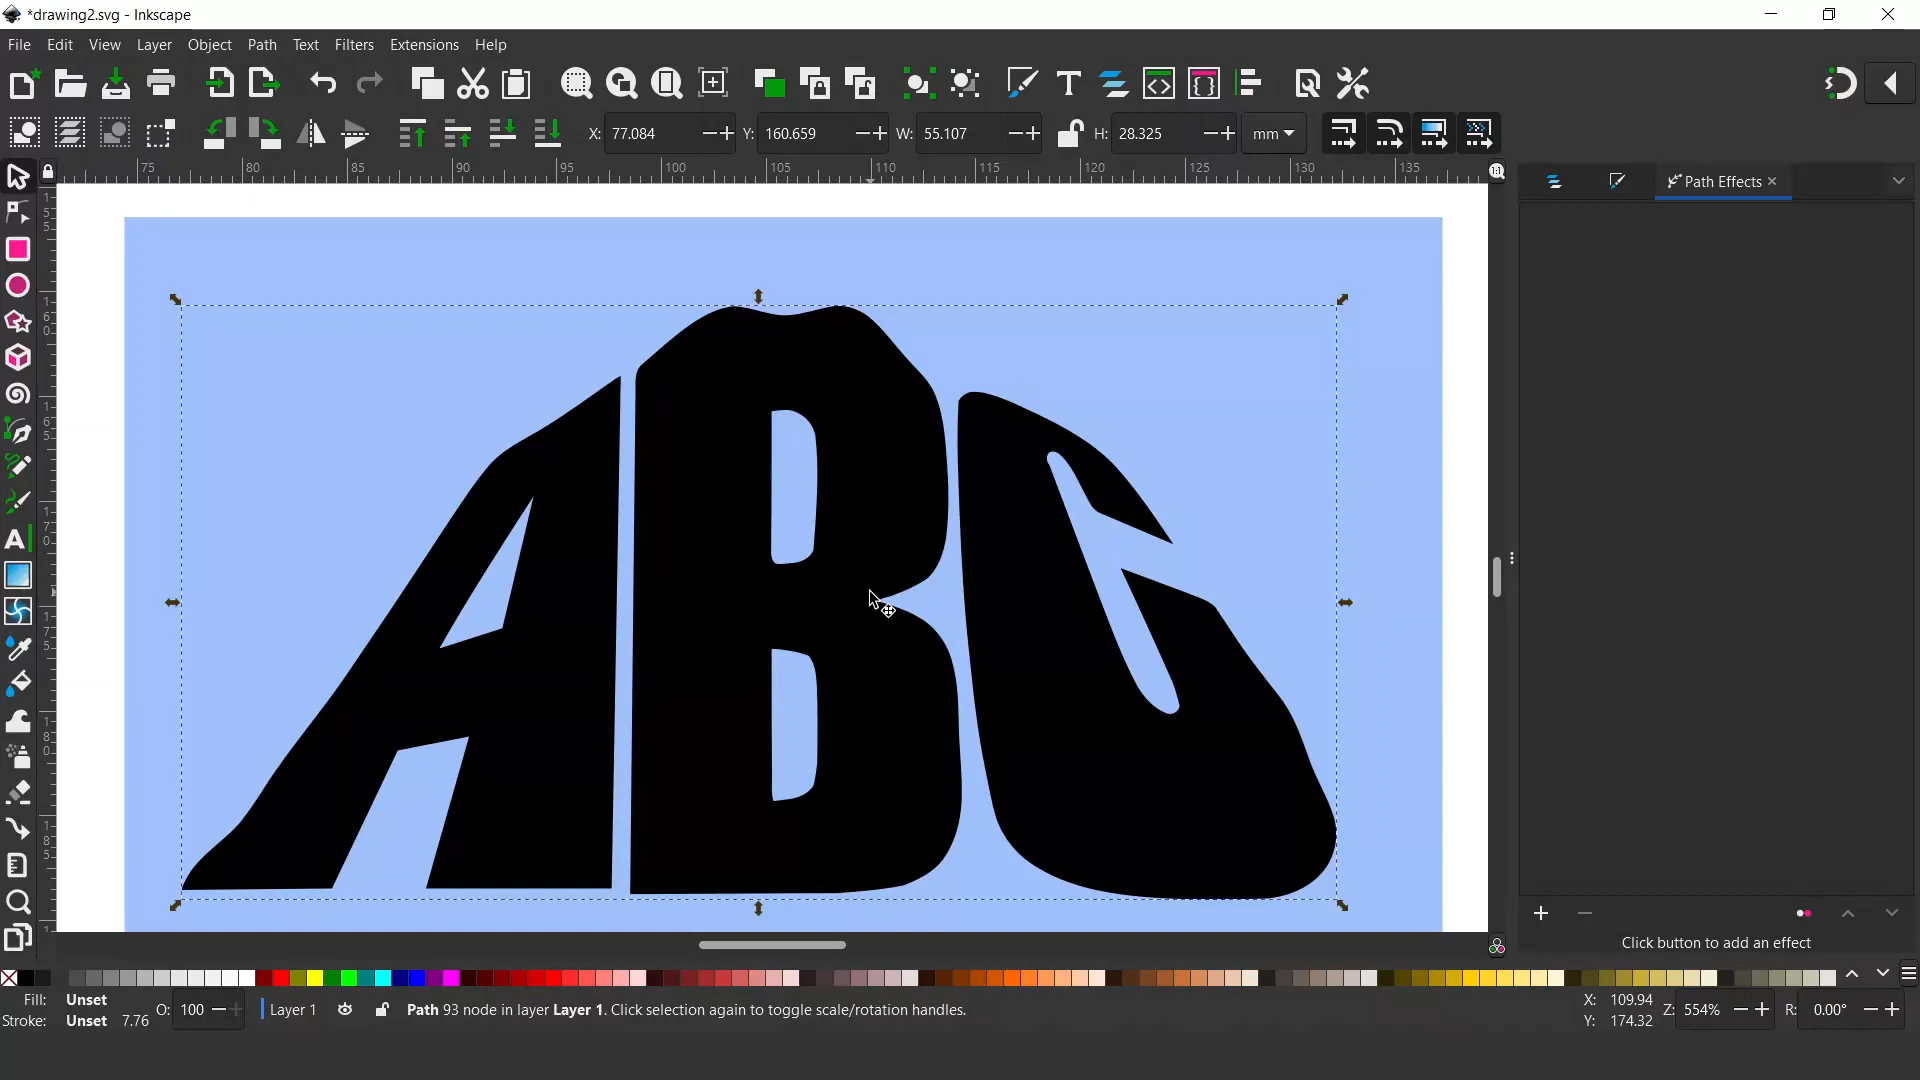 *drawing2.svg - Inkscape
File Edit View Layer Object Path Text Filters Extensions Help
X: 77.084 Y: 160.659 W: 55.107 H: 28.325 mm
75 80 85 90 95 100 105 110 115 120 125 130 135
Path Effects
ABC
Click button to add an effect
Fill: Unset O: 100 Layer 1 Path 93 node in layer Layer 1. Click selection again to toggle scale/rotation handles. X: 109.94 Z: 554% R: 0.00°
Stroke: Unset 7.76 Y: 174.32